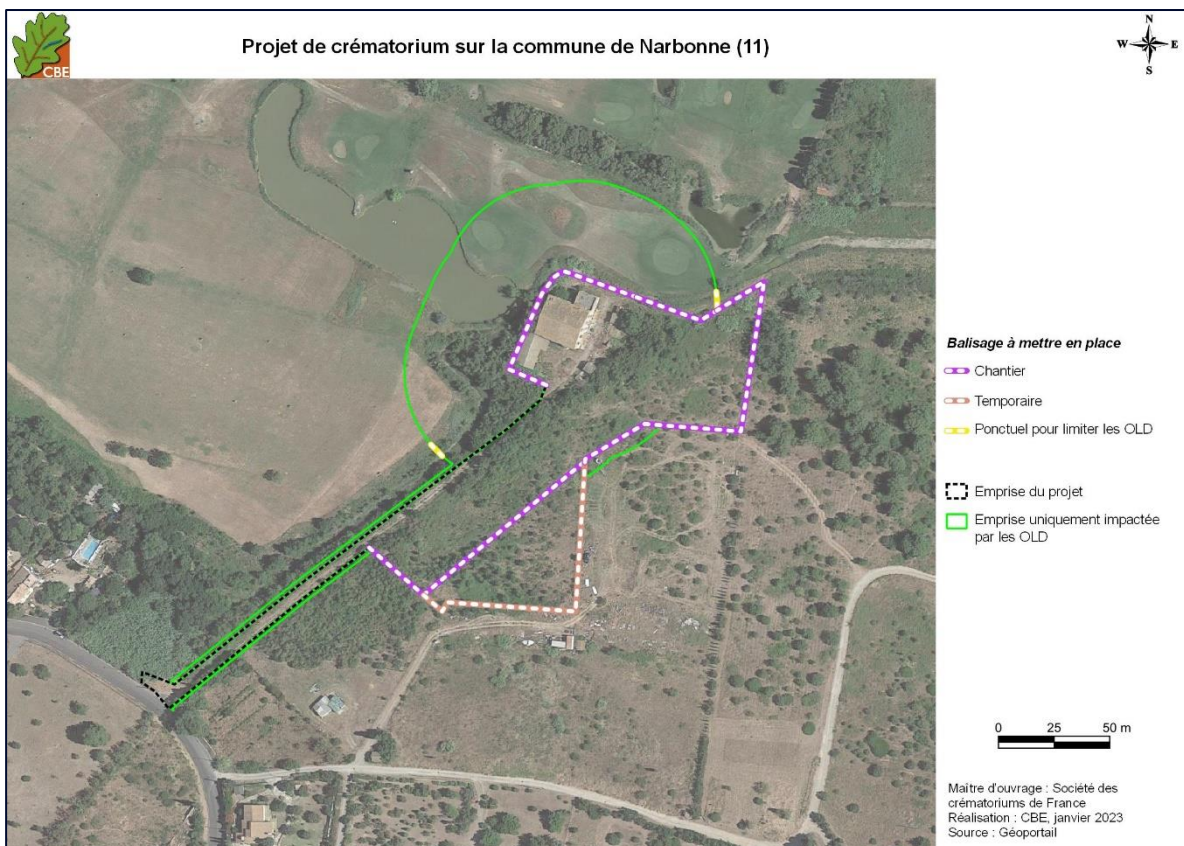 CBE
Projet de crématorium sur la commune de Narbonne (11)
N
W E
S
Balisage à mettre en place
Chantier
Temporaire
Ponctuel pour limiter les OLD
Emprise du projet
Emprise uniquement impactée
par les OLD
0 25 50 m
Maître d'ouvrage : Société des
crématoriums de France
Réalisation : CBE, janvier 2023
Source : Géoportail